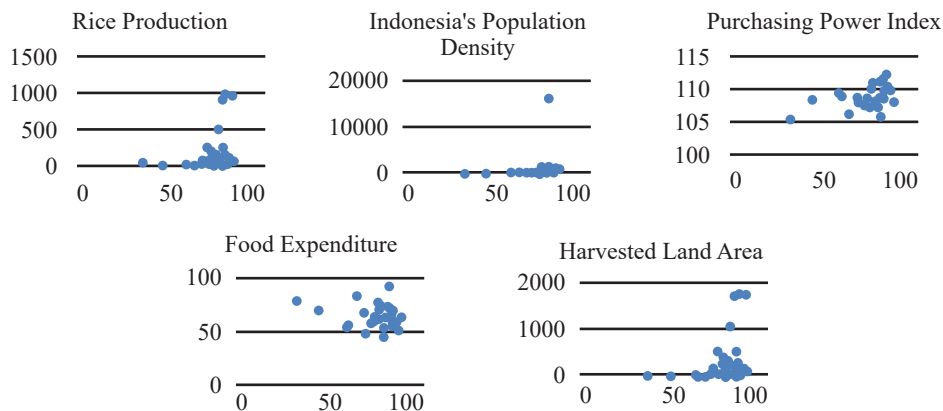 Rice Production
1500
1000
500
0
0 50 100
Indonesia's Population
Density
20000
10000
0
0 50 100
Purchasing Power Index
115
110
105
100
0 50 100
Food Expenditure
100
50
0
0 50 100
Harvested Land Area
2000
1000
0
0 50 100